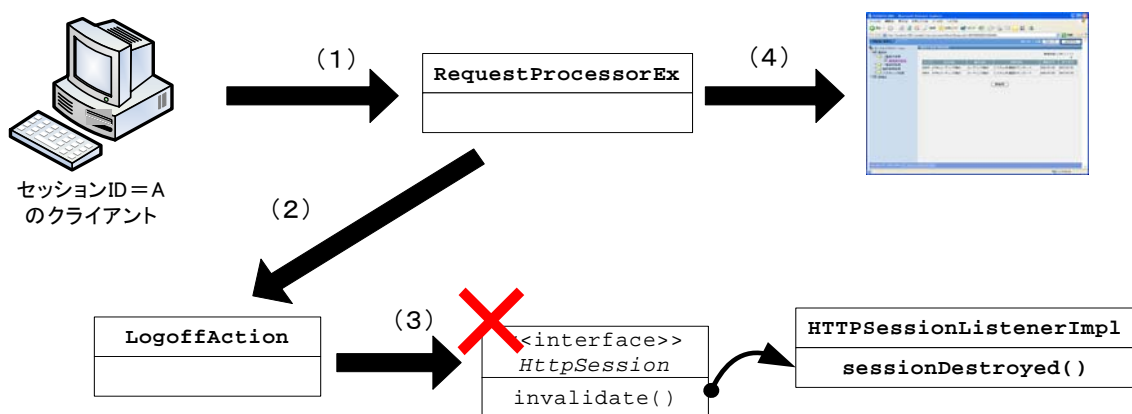 (1)
RequestProcessorEx
(4)
セッションID＝A
のクライアント
(2)
LogoffAction
(3)
<<interface>>
HttpSession
invalidate()
HTTPSessionListenerImpl
sessionDestroyed()